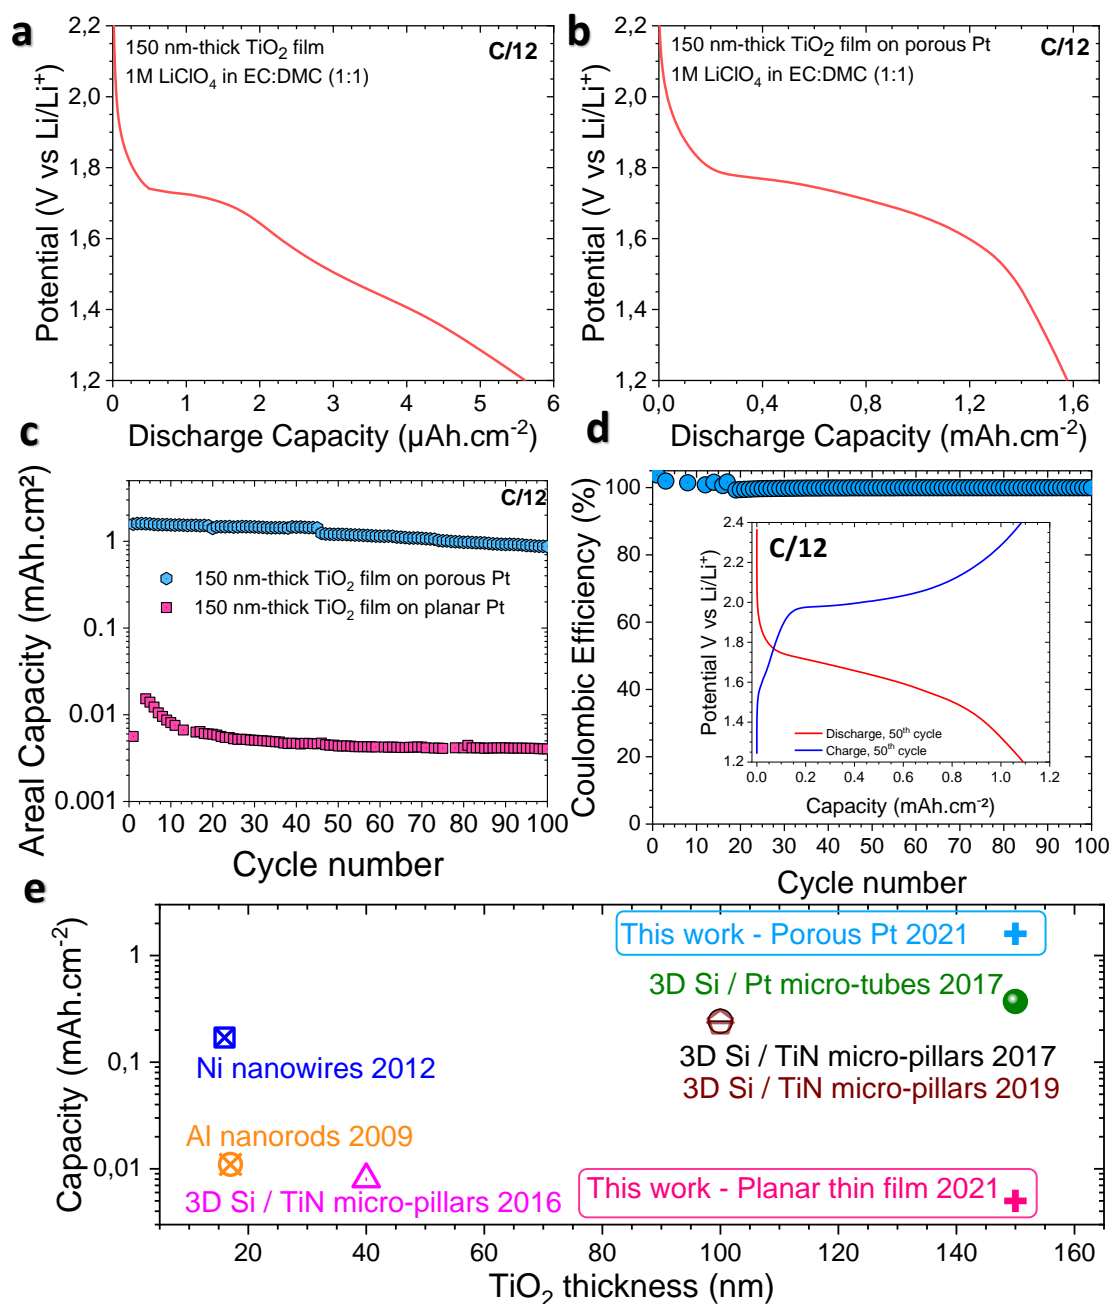 a
2,2
2,0
1,8
1,6
1,4
1,2
Potential (V vs Li/Li⁺)
150 nm-thick TiO₂ film
1M LiClO₄ in EC:DMC (1:1)
C/12
0 1 2 3 4 5 6
Discharge Capacity (µAh.cm⁻²)
b
2,2
2,0
1,8
1,6
1,4
1,2
Potential (V vs Li/Li⁺)
150 nm-thick TiO₂ film on porous Pt
1M LiClO₄ in EC:DMC (1:1)
C/12
0,0 0,4 0,8 1,2 1,6
Discharge Capacity (mAh.cm⁻²)
c
Areal Capacity (mAh.cm²)
1
0.1
0.01
0.001
C/12
150 nm-thick TiO₂ film on porous Pt
150 nm-thick TiO₂ film on planar Pt
0 10 20 30 40 50 60 70 80 90 100
Cycle number
d
Coulombic Efficiency (%)
100
80
60
40
20
0
C/12
Potential V vs Li/Li⁺
2.4
2.2
2.0
1.8
1.6
1.4
1.2
Discharge, 50ᵗʰ cycle
Charge, 50ᵗʰ cycle
0.0 0.2 0.4 0.6 0.8 1.0 1.2
Capacity (mAh.cm⁻²)
0 10 20 30 40 50 60 70 80 90 100
Cycle number
e
Capacity (mAh.cm⁻²)
1
0,1
0,01
This work - Porous Pt 2021
3D Si / Pt micro-tubes 2017
3D Si / TiN micro-pillars 2017
3D Si / TiN micro-pillars 2019
Ni nanowires 2012
Al nanorods 2009
3D Si / TiN micro-pillars 2016
This work - Planar thin film 2021
20 40 60 80 100 120 140 160
TiO₂ thickness (nm)